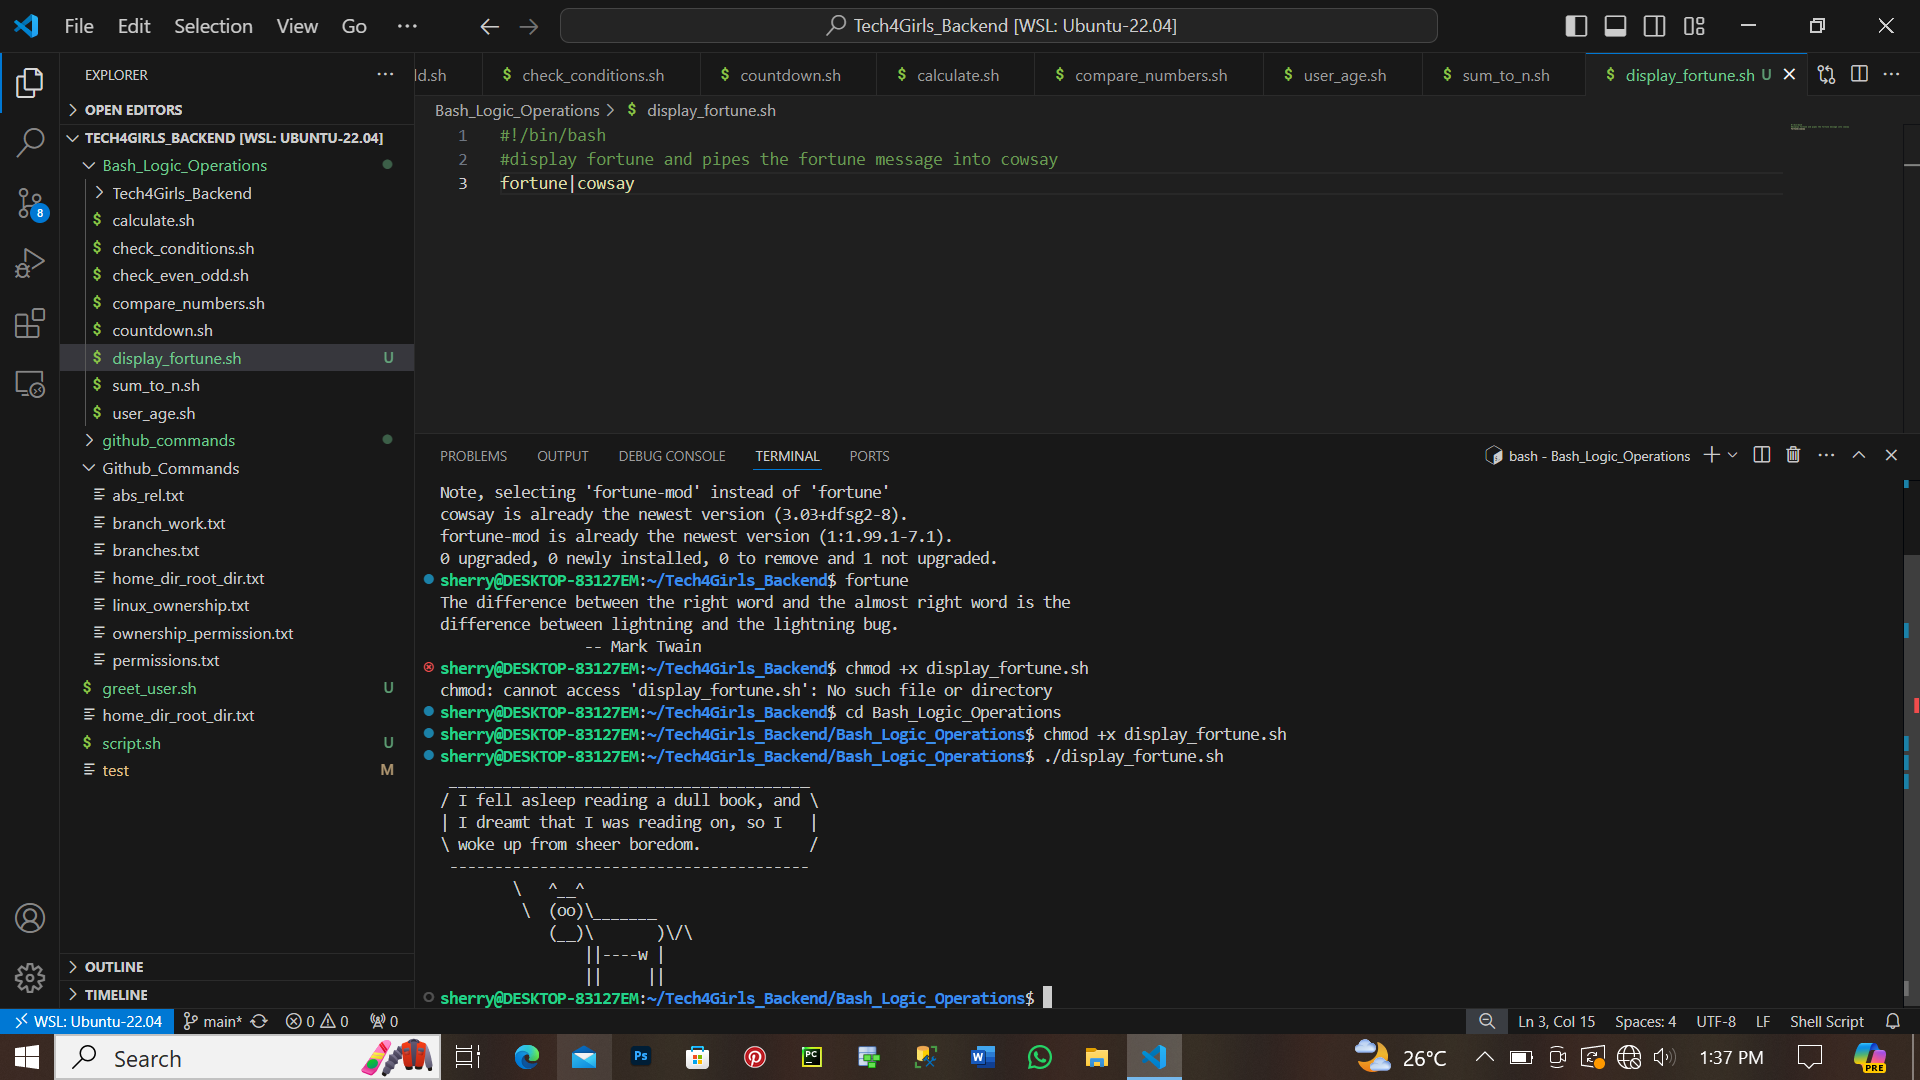 File Edit Selection View Go ···
Tech4Girls_Backend [WSL: Ubuntu-22.04]
EXPLORER
ld.sh
$ check_conditions.sh
$ countdown.sh
$ calculate.sh
$ compare_numbers.sh
$ user_age.sh
$ sum_to_n.sh
$ display_fortune.sh U
OPEN EDITORS
TECH4GIRLS_BACKEND [WSL: UBUNTU-22.04]
Bash_Logic_Operations
Tech4Girls_Backend
$ calculate.sh
$ check_conditions.sh
$ check_even_odd.sh
$ compare_numbers.sh
$ countdown.sh
$ display_fortune.sh U
$ sum_to_n.sh
$ user_age.sh
github_commands
Github_Commands
abs_rel.txt
branch_work.txt
branches.txt
home_dir_root_dir.txt
linux_ownership.txt
ownership_permission.txt
permissions.txt
$ greet_user.sh U
home_dir_root_dir.txt
$ script.sh U
test M
OUTLINE
TIMELINE
8
Bash_Logic_Operations > $ display_fortune.sh
1 #!/bin/bash
2 #display fortune and pipes the fortune message into cowsay
3 fortune|cowsay
PROBLEMS OUTPUT DEBUG CONSOLE TERMINAL PORTS
bash - Bash_Logic_Operations
Note, selecting 'fortune-mod' instead of 'fortune'
cowsay is already the newest version (3.03+dfsg2-8).
fortune-mod is already the newest version (1:1.99.1-7.1).
0 upgraded, 0 newly installed, 0 to remove and 1 not upgraded.
sherry@DESKTOP-83127EM:~/Tech4Girls_Backend$ fortune
The difference between the right word and the almost right word is the
difference between lightning and the lightning bug.
-- Mark Twain
sherry@DESKTOP-83127EM:~/Tech4Girls_Backend$ chmod +x display_fortune.sh
chmod: cannot access 'display_fortune.sh': No such file or directory
sherry@DESKTOP-83127EM:~/Tech4Girls_Backend$ cd Bash_Logic_Operations
sherry@DESKTOP-83127EM:~/Tech4Girls_Backend/Bash_Logic_Operations$ chmod +x display_fortune.sh
sherry@DESKTOP-83127EM:~/Tech4Girls_Backend/Bash_Logic_Operations$ ./display_fortune.sh
 ________________________________________
/ I fell asleep reading a dull book, and \
| I dreamt that I was reading on, so I   |
\ woke up from sheer boredom.            /
 ----------------------------------------
        \   ^__^
         \  (oo)\_______
            (__)\       )\/\
                ||----w |
                ||     ||
sherry@DESKTOP-83127EM:~/Tech4Girls_Backend/Bash_Logic_Operations$
WSL: Ubuntu-22.04 main* 0 0 0
Ln 3, Col 15 Spaces: 4 UTF-8 LF Shell Script
Search
Ps
PC
W
26°C
1:37 PM
PRE